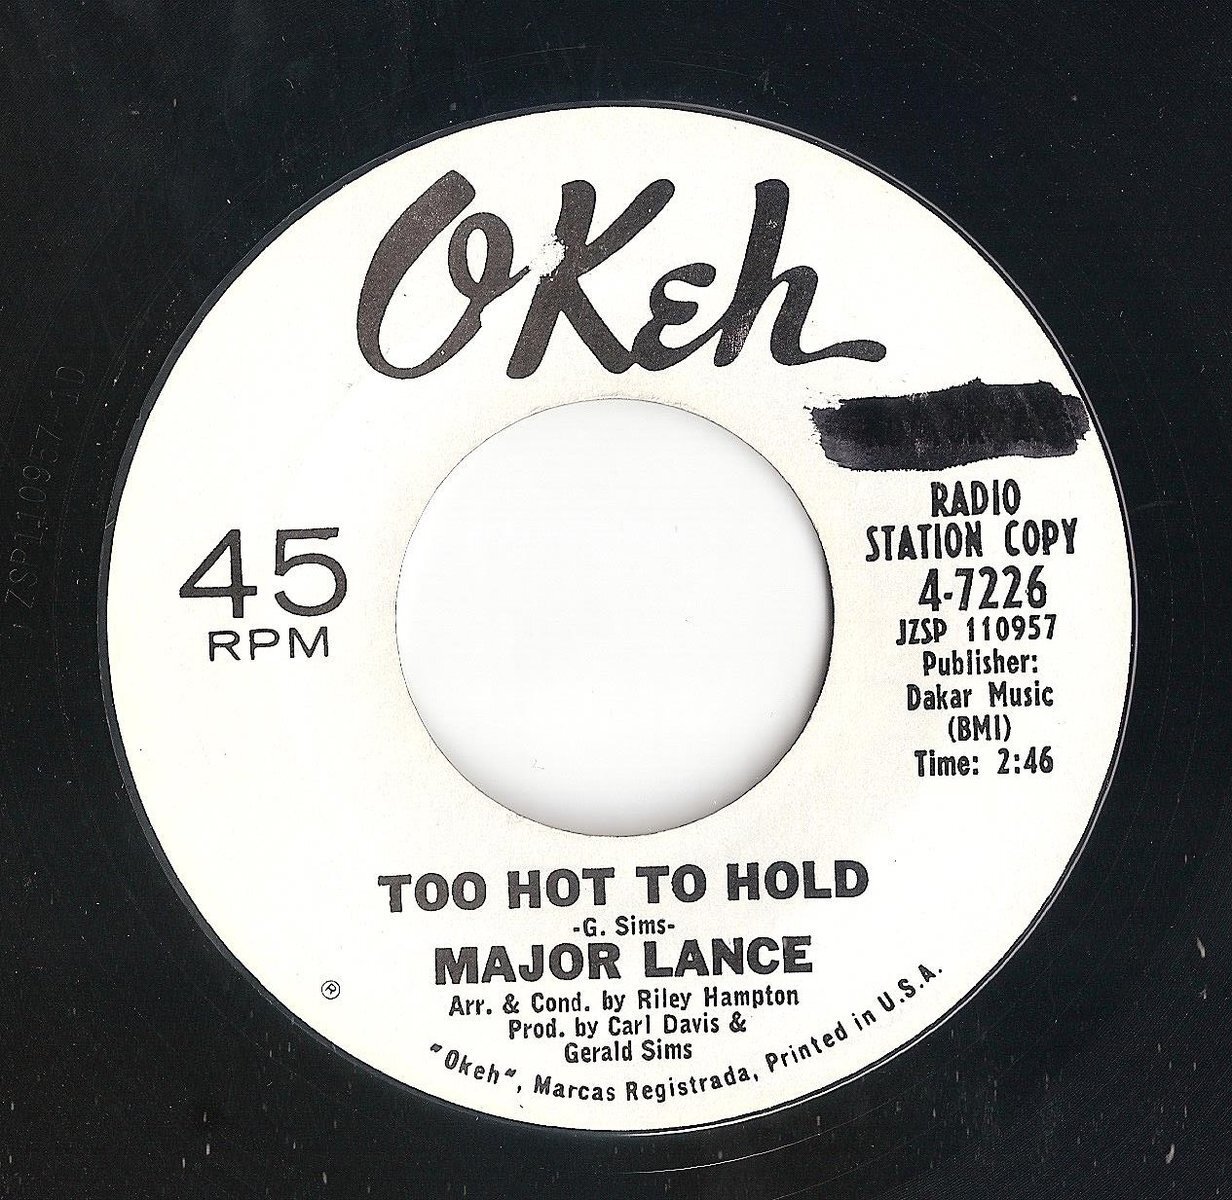 OKeh
45
RPM
RADIO
STATION COPY
4-7226
JZSP 110957
Publisher:
Dakar Music
(BMI)
Time: 2:46
TOO HOT TO HOLD
-G. Sims-
MAJOR LANCE
Arr. & Cond. by Riley Hampton
Prod. by Carl Davis &
Gerald Sims
"Okeh", Marcas Registrada, Printed in U.S.A.
®
ZSP110957-1D